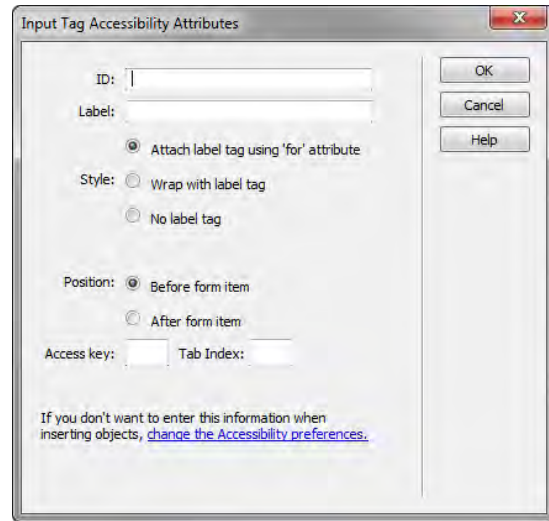 Input Tag Accessibility Attributes
ID:
OK
Label:
Cancel
Attach label tag using 'for' attribute
Help
Style: Wrap with label tag
No label tag
Position: Before form item
After form item
Access key: Tab Index:
If you don't want to enter this information when
inserting objects, change the Accessibility preferences.